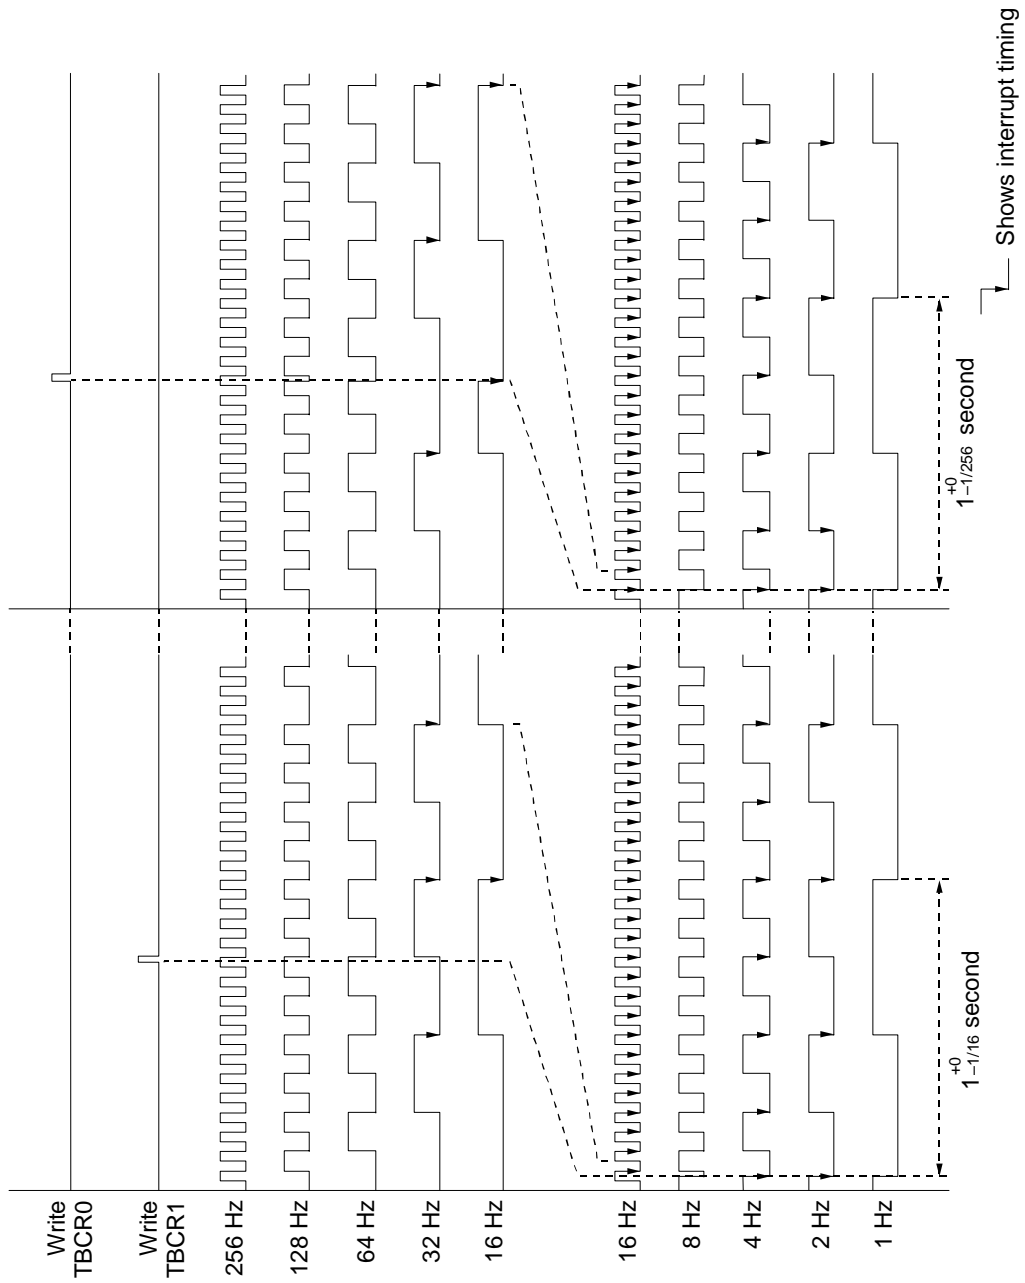 Write
TBCR0
Write
TBCR1
256 Hz
128 Hz
64 Hz
32 Hz
16 Hz
16 Hz
8 Hz
4 Hz
2 Hz
1 Hz
1 +0 –1/16 second
1 +0 –1/256 second
Shows interrupt timing